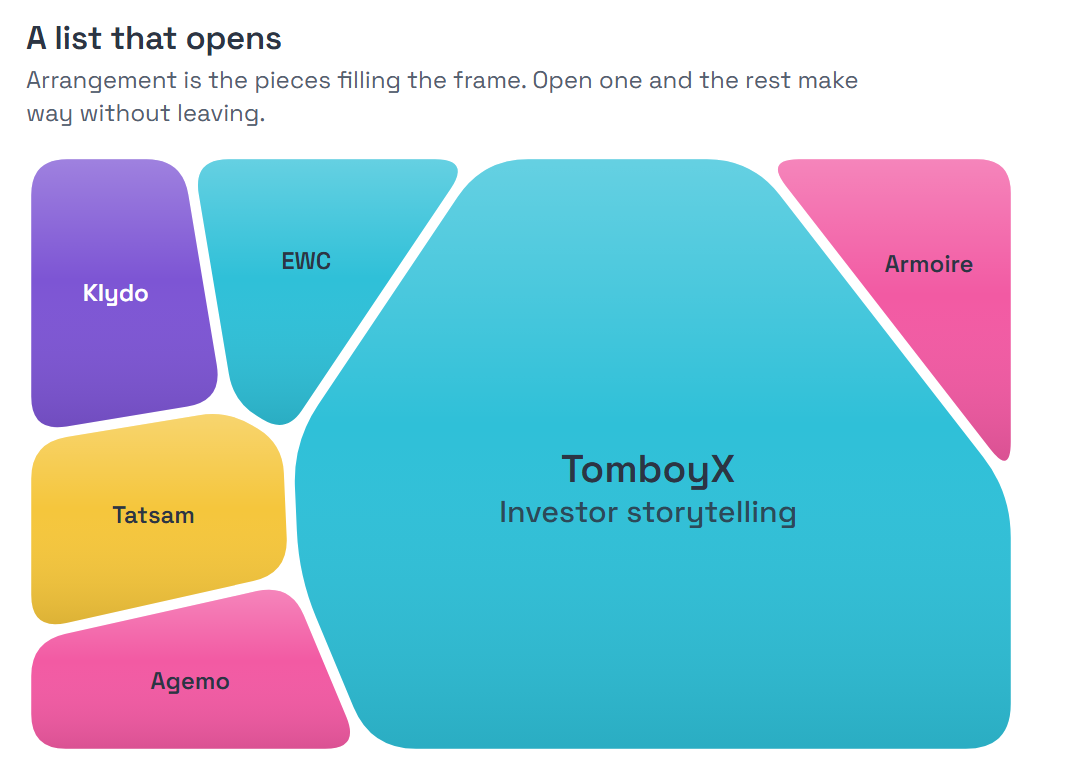 A list that opens
Arrangement is the pieces filling the frame. Open one and the rest make
way without leaving.
Klydo
EWC
Armoire
TomboyX
Investor storytelling
Tatsam
Agemo